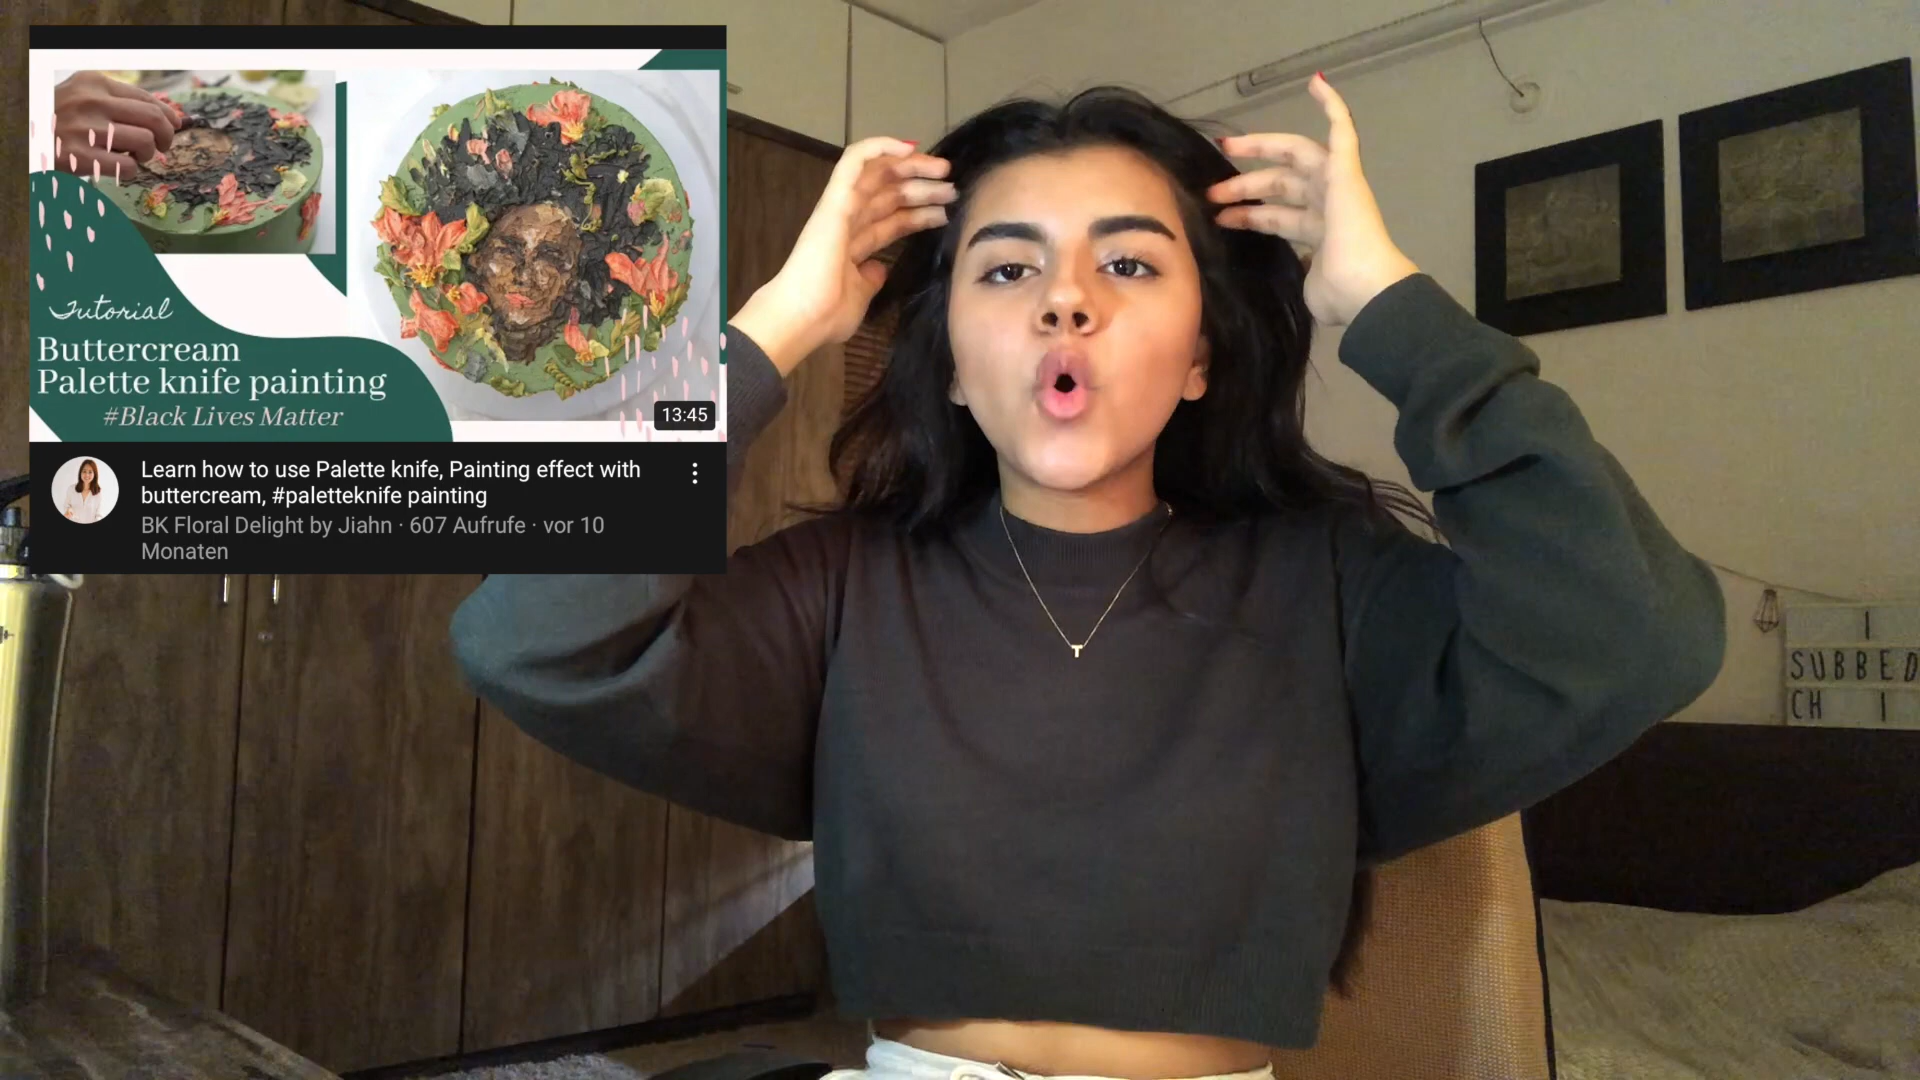 Tutorial
Buttercream
Palette knife painting
#Black Lives Matter
13:45
Learn how to use Palette knife, Painting effect with
buttercream, #paletteknife painting
BK Floral Delight by Jiahn · 607 Aufrufe · vor 10
Monaten
T
I
SUBBED
CH I